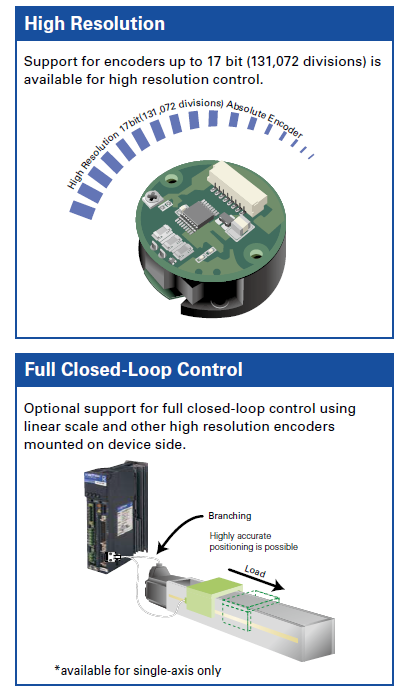 High Resolution
Support for encoders up to 17 bit (131,072 divisions) is
available for high resolution control.
High Resolution 17bit(131,072 divisions) Absolute Encoder
Full Closed-Loop Control
Optional support for full closed-loop control using
linear scale and other high resolution encoders
mounted on device side.
Branching
Highly accurate
positioning is possible
Load
*available for single-axis only